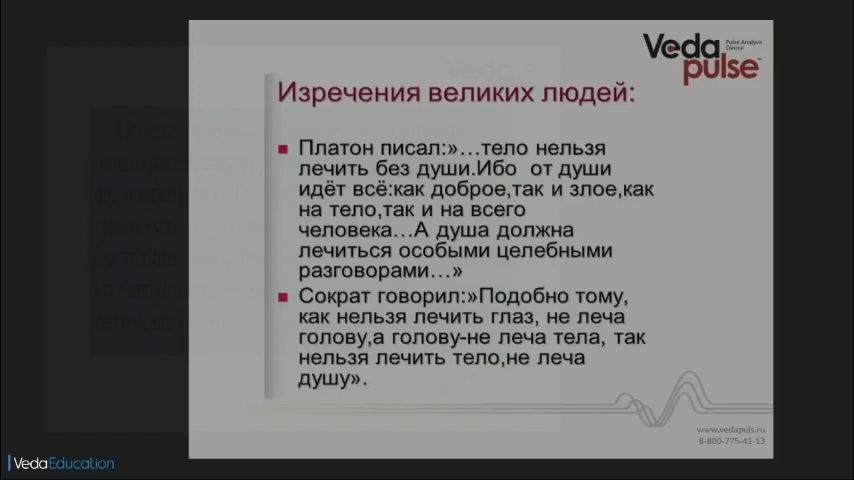 Veda
pulse
Pulse Analysis
Device
Изречения великих людей:
Платон писал:»…тело нельзя
лечить без души.Ибо от души
идёт всё:как доброе,так и злое,как
на тело,так и на всего
человека…А душа должна
лечиться особыми целебными
разговорами…»
Сократ говорил:»Подобно тому,
как нельзя лечить глаз, не леча
голову,а голову-не леча тела, так
нельзя лечить тело,не леча
душу».
www.vedapuls.ru
8-800-775-41-13
VedaEducation